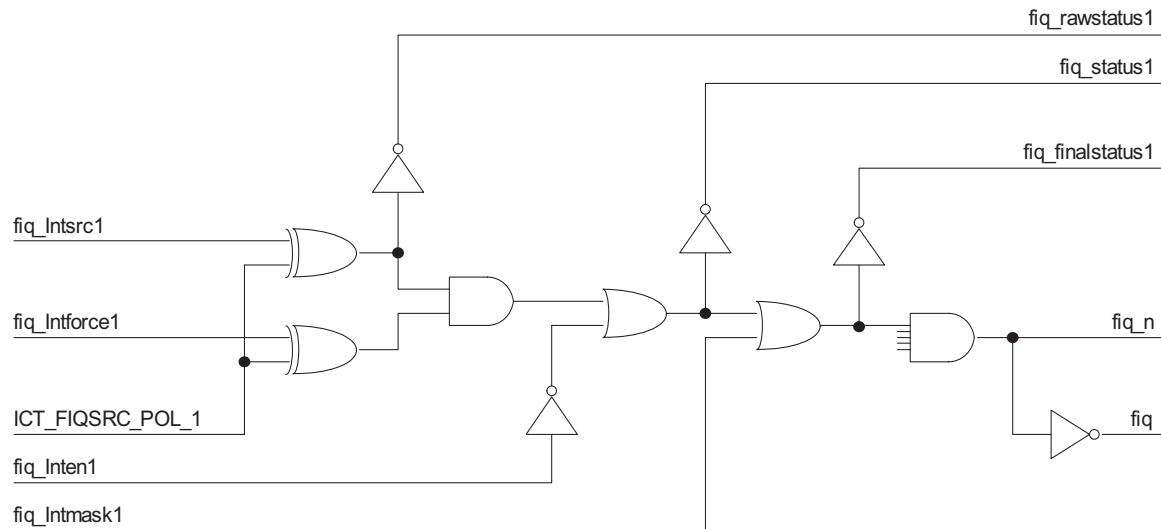 fiq_rawstatus1
fiq_status1
fiq_finalstatus1
fiq_Intsrc1
fiq_Intforce1
fiq_n
ICT_FIQSRC_POL_1
fiq
fiq_Inten1
fiq_Intmask1